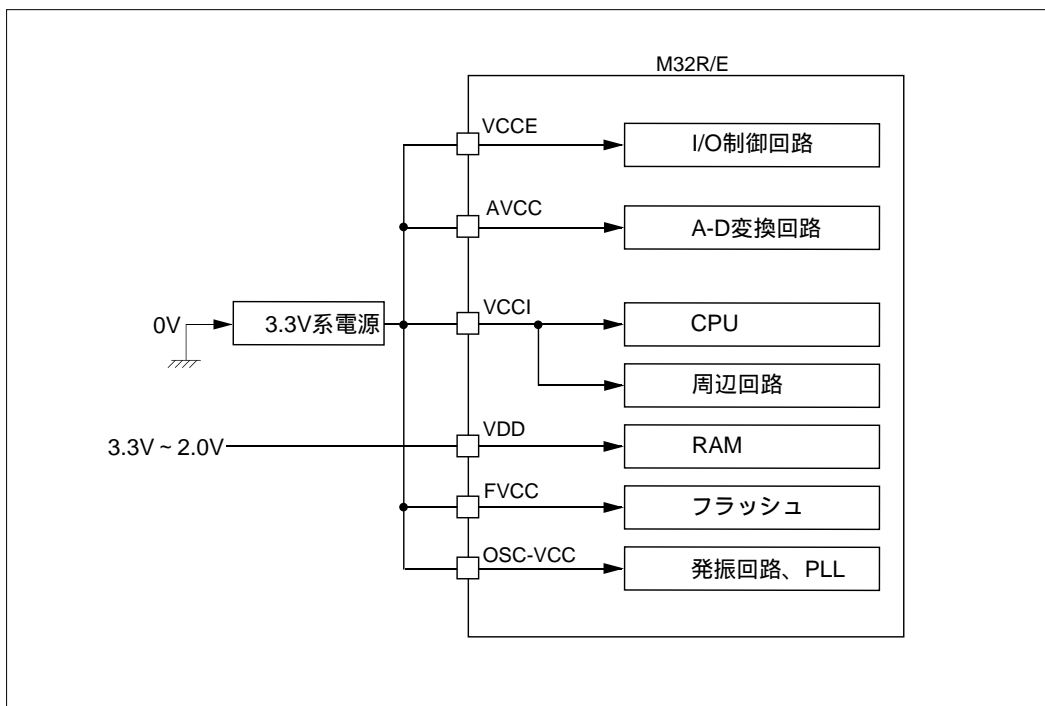 M32R/E
VCCE
I/O制御回路
AVCC
A-D変換回路
0V
3.3V系電源
VCCI
CPU
周辺回路
3.3V ~ 2.0V
VDD
RAM
FVCC
フラッシュ
OSC-VCC
発振回路、PLL